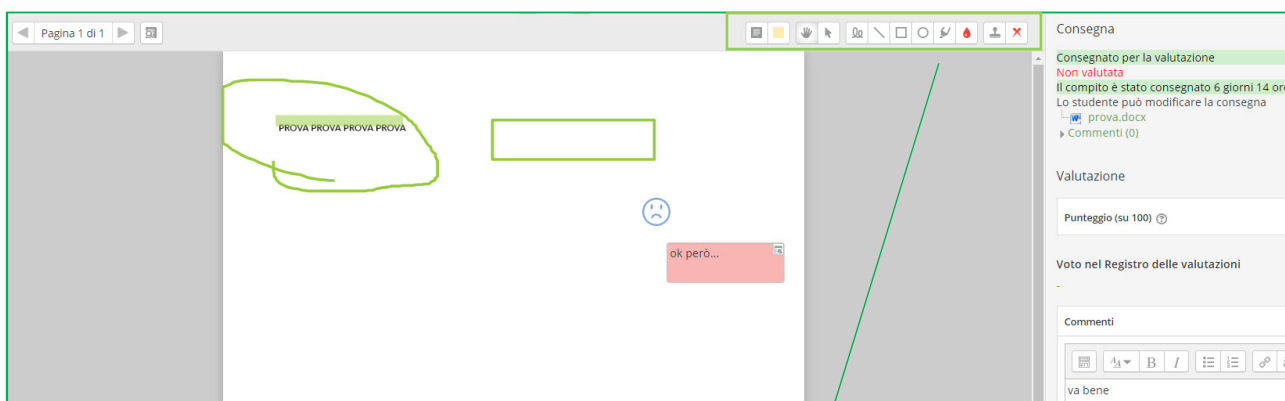 Pagina 1 di 1
PROVA PROVA PROVA PROVA
ok però...
Consegna
Consegnato per la valutazione
Non valutata
Il compito è stato consegnato 6 giorni 14 ore
Lo studente può modificare la consegna
prova.docx
Commenti (0)
Valutazione
Punteggio (su 100)
Voto nel Registro delle valutazioni
-
Commenti
B I
va bene